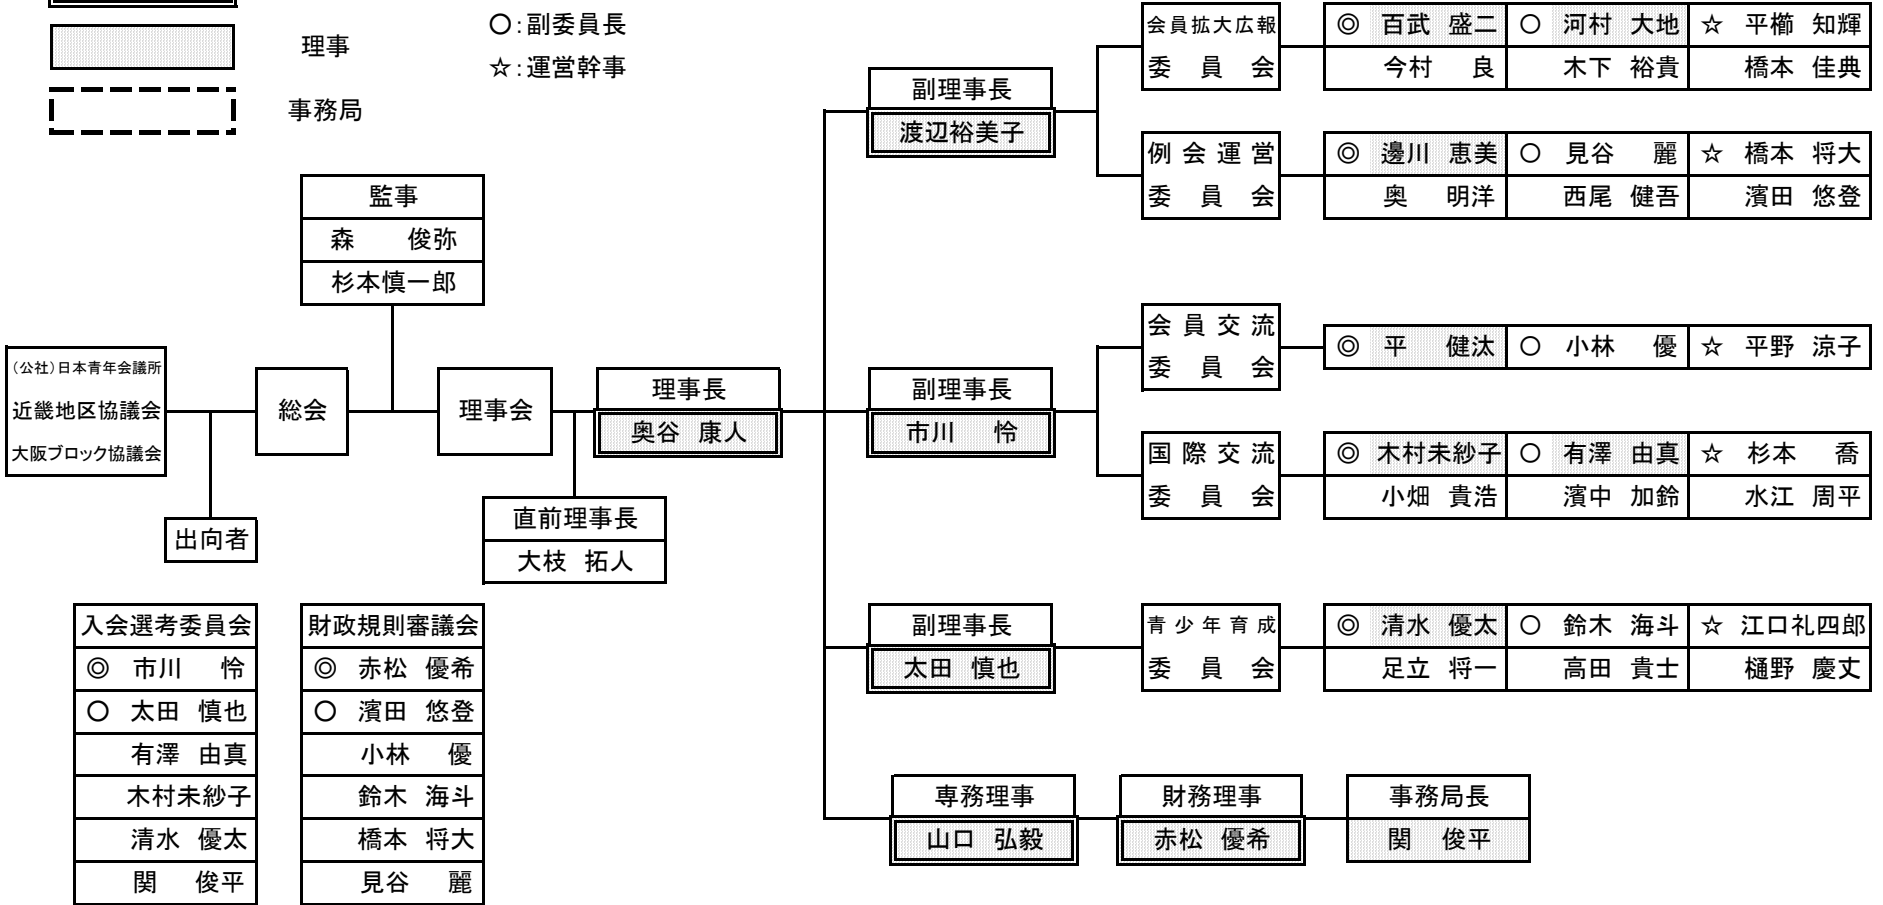 理事
事務局
〇：副委員長
☆：運営幹事
監事
森　俊弥
杉本慎一郎
（公社）日本青年会議所
近畿地区協議会
大阪ブロック協議会
総会
理事会
出向者
理事長
奥谷 康人
直前理事長
大枝 拓人
副理事長
渡辺裕美子
会員拡大広報
委員会
◎ 百武 盛二 〇 河村 大地 ☆ 平櫛 知輝
今村 良 木下 裕貴 橋本 佳典
例会運営
委員会
◎ 邊川 恵美 〇 見谷 麗 ☆ 橋本 将大
奥 明洋 西尾 健吾 濱田 悠登
副理事長
市川 怜
会員交流
委員会
◎ 平 健汰 〇 小林 優 ☆ 平野 涼子
国際交流
委員会
◎ 木村未紗子 〇 有澤 由真 ☆ 杉本 喬
小畑 貴浩 濱中 加鈴 水江 周平
副理事長
太田 慎也
青少年育成
委員会
◎ 清水 優太 〇 鈴木 海斗 ☆ 江口礼四郎
足立 将一 高田 貴士 樋野 慶丈
専務理事
山口 弘毅
財務理事
赤松 優希
事務局長
関 俊平
入会選考委員会
◎ 市川 怜
〇 太田 慎也
有澤 由真
木村未紗子
清水 優太
関 俊平
財政規則審議会
◎ 赤松 優希
〇 濱田 悠登
小林 優
鈴木 海斗
橋本 将大
見谷 麗